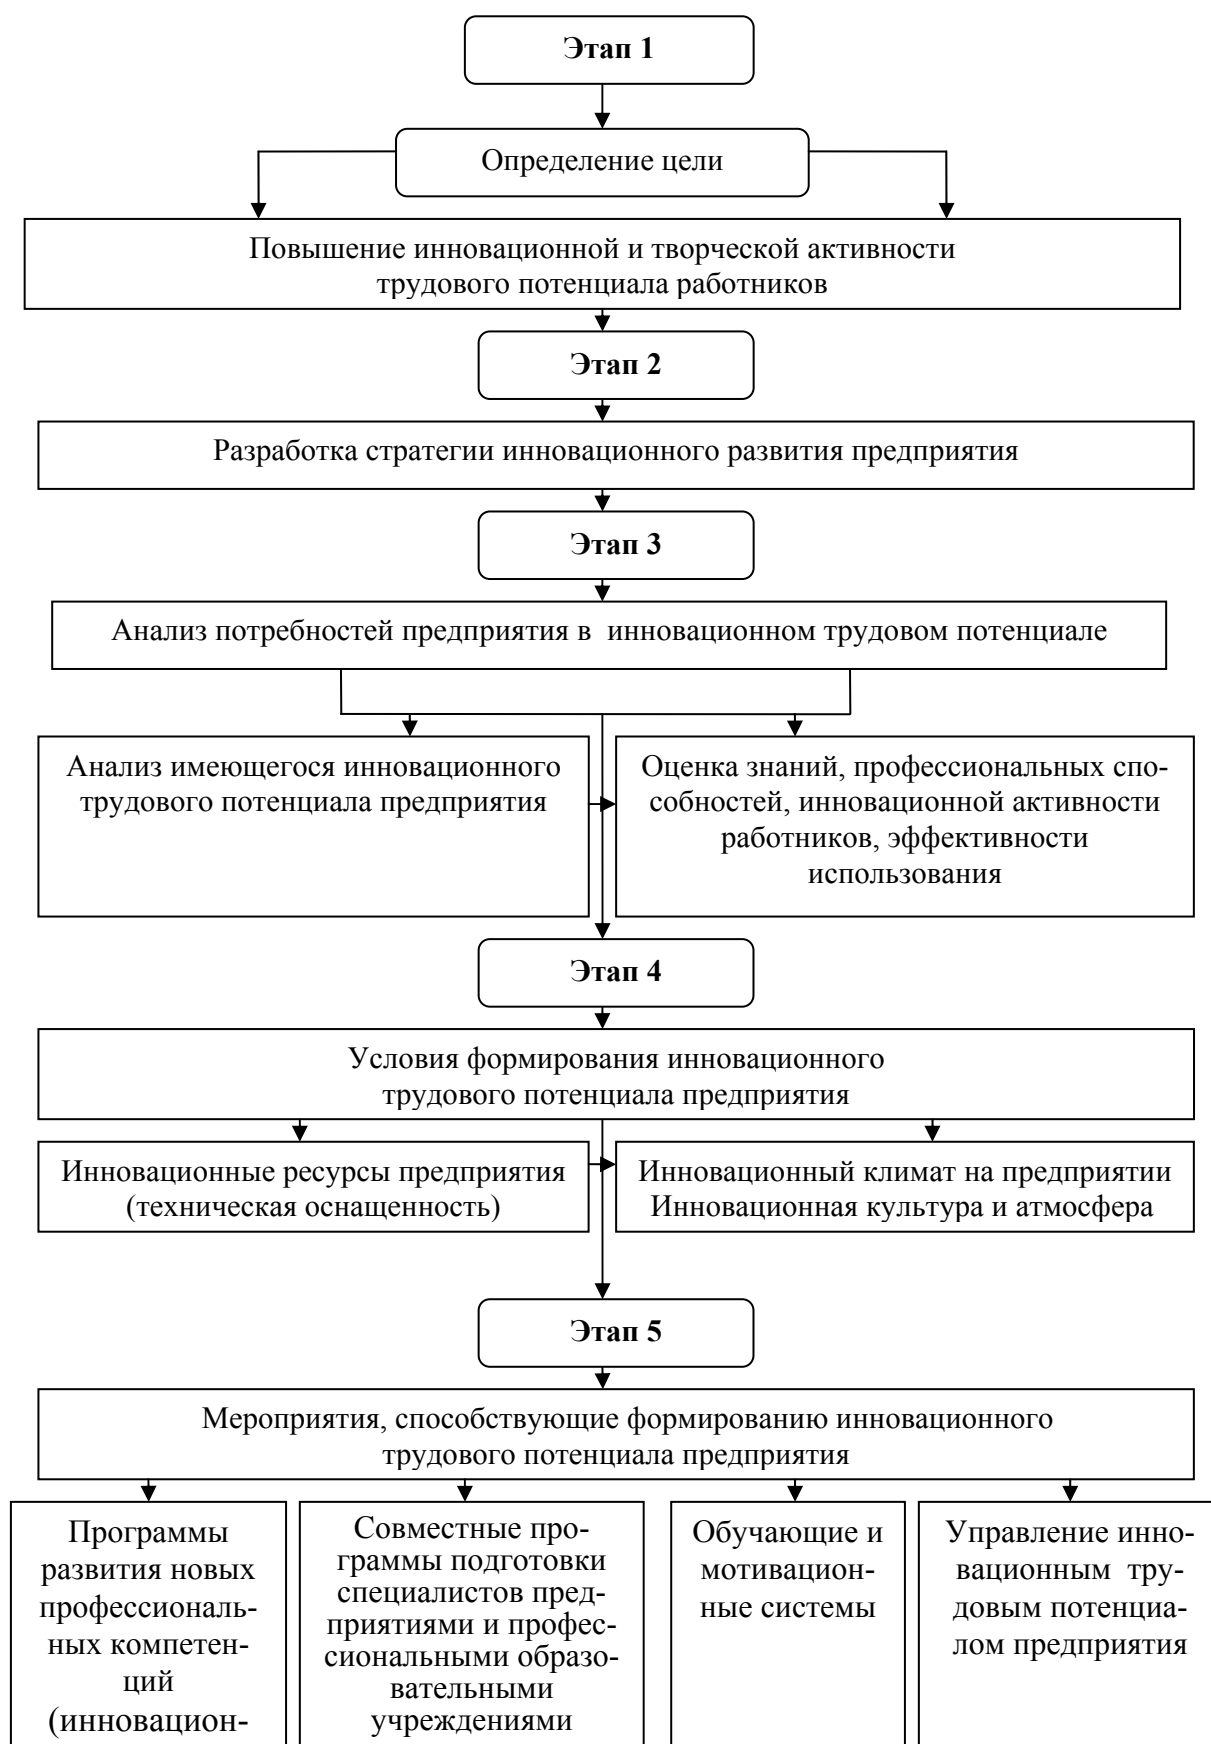 Этап 1
Определение цели
Повышение инновационной и творческой активности
трудового потенциала работников
Этап 2
Разработка стратегии инновационного развития предприятия
Этап 3
Анализ потребностей предприятия в инновационном трудовом потенциале
Анализ имеющегося инновационного
трудового потенциала предприятия
Оценка знаний, профессиональных спо-
собностей, инновационной активности
работников, эффективности
использования
Этап 4
Условия формирования инновационного
трудового потенциала предприятия
Инновационные ресурсы предприятия
(техническая оснащенность)
Инновационный климат на предприятии
Инновационная культура и атмосфера
Этап 5
Мероприятия, способствующие формированию инновационного
трудового потенциала предприятия
Программы
развития новых
профессиональ-
ных компетен-
ций
(инновацион-
Совместные про-
граммы подготовки
специалистов пред-
приятиями и профес-
сиональными образо-
вательными
учреждениями
Обучающие и
мотивацион-
ные системы
Управление инно-
вационным тру-
довым потенциа-
лом предприятия